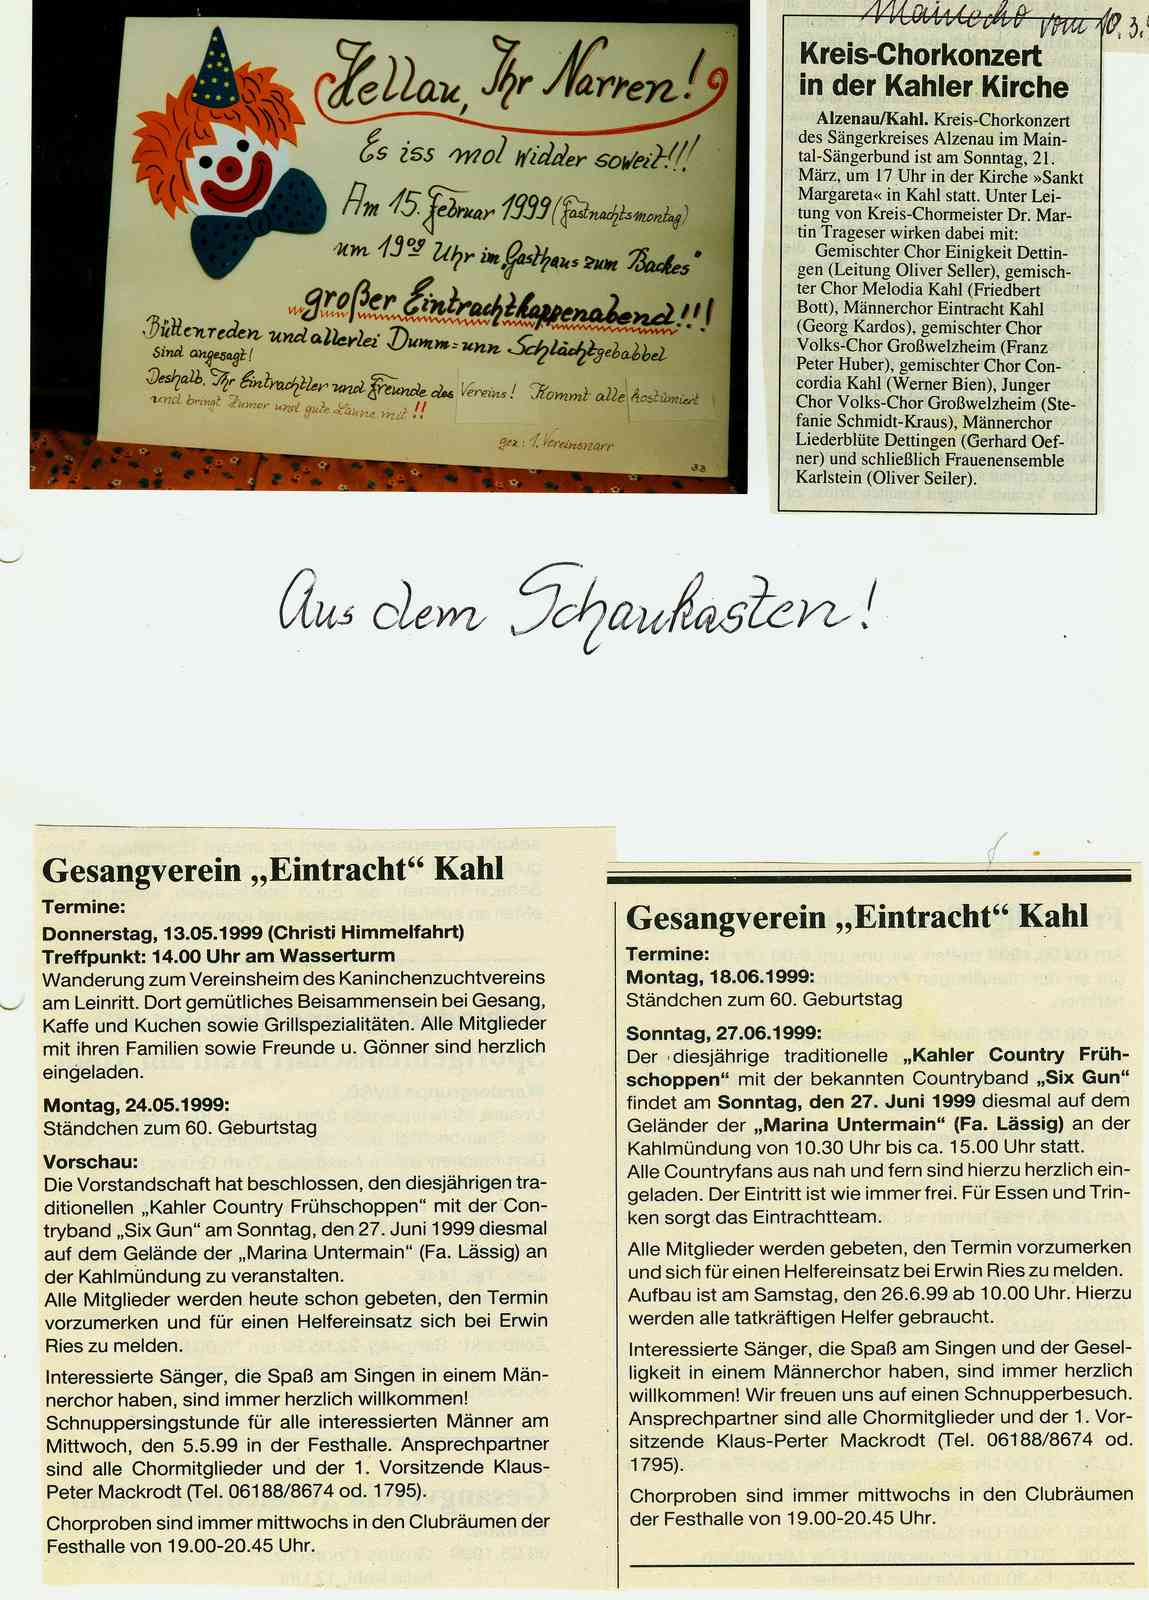 Hellau, Ihr Narren!
Es iss mol widder soweit!!!
Am 15. Februar 1999 (Fastnachtsmontag)
um 19⁰⁹ Uhr im "Gasthaus zum Backes"
großer Eintrachtkappenabend!!!
Büttenreden und allerlei Dumm= unn Schlächtgebabbel
sind angesagt!
Deshalb, Ihr Eintrachtler und Freunde des Vereins! Kommt alle kostümiert
und bringt Humor und gute Laune mit!!
gez: 1. Vereinsnarr
33
Mainecho vom 10.3.
Kreis-Chorkonzert
in der Kahler Kirche
Alzenau/Kahl. Kreis-Chorkonzert
des Sängerkreises Alzenau im Main-
tal-Sängerbund ist am Sonntag, 21.
März, um 17 Uhr in der Kirche »Sankt
Margareta« in Kahl statt. Unter Lei-
tung von Kreis-Chormeister Dr. Mar-
tin Trageser wirken dabei mit:
Gemischter Chor Einigkeit Dettin-
gen (Leitung Oliver Seller), gemisch-
ter Chor Melodia Kahl (Friedbert
Bott), Männerchor Eintracht Kahl
(Georg Kardos), gemischter Chor
Volks-Chor Großwelzheim (Franz
Peter Huber), gemischter Chor Con-
cordia Kahl (Werner Bien), Junger
Chor Volks-Chor Großwelzheim (Ste-
fanie Schmidt-Kraus), Männerchor
Liederblüte Dettingen (Gerhard Oef-
ner) und schließlich Frauenensemble
Karlstein (Oliver Seiler).
Aus dem Schaukasten!
Gesangverein „Eintracht“ Kahl
Termine:
Donnerstag, 13.05.1999 (Christi Himmelfahrt)
Treffpunkt: 14.00 Uhr am Wasserturm
Wanderung zum Vereinsheim des Kaninchenzuchtvereins
am Leinritt. Dort gemütliches Beisammensein bei Gesang,
Kaffe und Kuchen sowie Grillspezialitäten. Alle Mitglieder
mit ihren Familien sowie Freunde u. Gönner sind herzlich
eingeladen.
Montag, 24.05.1999:
Ständchen zum 60. Geburtstag
Vorschau:
Die Vorstandschaft hat beschlossen, den diesjährigen tra-
ditionellen „Kahler Country Frühschoppen“ mit der Con-
tryband „Six Gun“ am Sonntag, den 27. Juni 1999 diesmal
auf dem Gelände der „Marina Untermain“ (Fa. Lässig) an
der Kahlmündung zu veranstalten.
Alle Mitglieder werden heute schon gebeten, den Termin
vorzumerken und für einen Helfereinsatz sich bei Erwin
Ries zu melden.
Interessierte Sänger, die Spaß am Singen in einem Män-
nerchor haben, sind immer herzlich willkommen!
Schnuppersingstunde für alle interessierten Männer am
Mittwoch, den 5.5.99 in der Festhalle. Ansprechpartner
sind alle Chormitglieder und der 1. Vorsitzende Klaus-
Peter Mackrodt (Tel. 06188/8674 od. 1795).
Chorproben sind immer mittwochs in den Clubräumen der
Festhalle von 19.00-20.45 Uhr.
Gesangverein „Eintracht“ Kahl
Termine:
Montag, 18.06.1999:
Ständchen zum 60. Geburtstag
Sonntag, 27.06.1999:
Der diesjährige traditionelle „Kahler Country Früh-
schoppen“ mit der bekannten Countryband „Six Gun“
findet am Sonntag, den 27. Juni 1999 diesmal auf dem
Geländer der „Marina Untermain“ (Fa. Lässig) an der
Kahlmündung von 10.30 Uhr bis ca. 15.00 Uhr statt.
Alle Countryfans aus nah und fern sind hierzu herzlich ein-
geladen. Der Eintritt ist wie immer frei. Für Essen und Trin-
ken sorgt das Eintrachtteam.
Alle Mitglieder werden gebeten, den Termin vorzumerken
und sich für einen Helfereinsatz bei Erwin Ries zu melden.
Aufbau ist am Samstag, den 26.6.99 ab 10.00 Uhr. Hierzu
werden alle tatkräftigen Helfer gebraucht.
Interessierte Sänger, die Spaß am Singen und der Gesel-
ligkeit in einem Männerchor haben, sind immer herzlich
willkommen! Wir freuen uns auf einen Schnupperbesuch.
Ansprechpartner sind alle Chormitglieder und der 1. Vor-
sitzende Klaus-Perter Mackrodt (Tel. 06188/8674 od.
1795).
Chorproben sind immer mittwochs in den Clubräumen
der Festhalle von 19.00-20.45 Uhr.